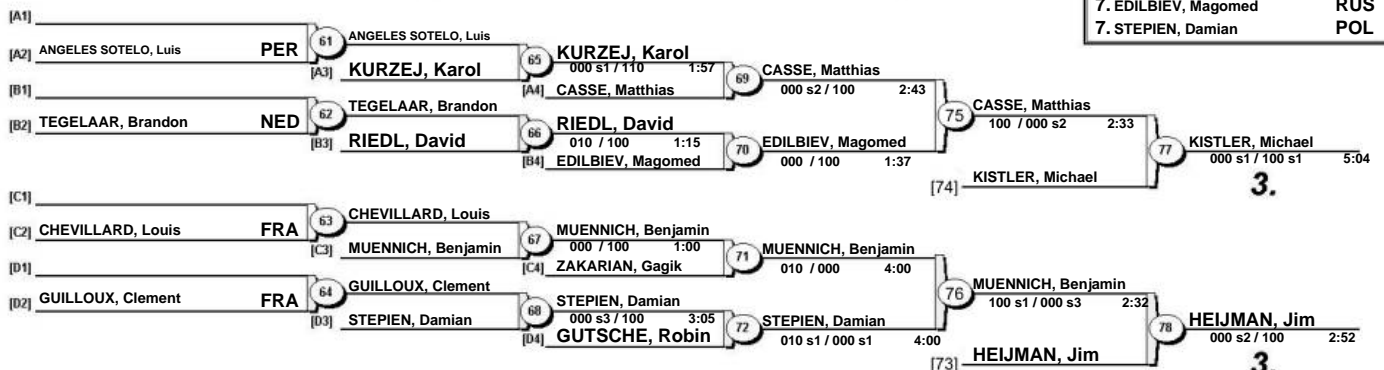 7. EDILBIEV, Magomed RUS
7. STEPIEN, Damian POL
[A1]
[A2] ANGELES SOTELO, Luis PER
61
ANGELES SOTELO, Luis
[A3] KURZEJ, Karol
65
KURZEJ, Karol
000 s1 / 110 1:57
[A4] CASSE, Matthias
69
CASSE, Matthias
000 s2 / 100 2:43
[B1]
[B2] TEGELAAR, Brandon NED
62
TEGELAAR, Brandon
[B3] RIEDL, David
66
RIEDL, David
010 / 100 1:15
[B4] EDILBIEV, Magomed
70
EDILBIEV, Magomed
000 / 100 1:37
75
CASSE, Matthias
100 / 000 s2 2:33
[74] KISTLER, Michael
77
KISTLER, Michael
000 s1 / 100 s1 5:04
3.
[C1]
[C2] CHEVILLARD, Louis FRA
63
CHEVILLARD, Louis
[C3] MUENNICH, Benjamin
67
MUENNICH, Benjamin
000 / 100 1:00
[C4] ZAKARIAN, Gagik
71
MUENNICH, Benjamin
010 / 000 4:00
[D1]
[D2] GUILLOUX, Clement FRA
64
GUILLOUX, Clement
[D3] STEPIEN, Damian
68
STEPIEN, Damian
000 s3 / 100 3:05
[D4] GUTSCHE, Robin
72
STEPIEN, Damian
010 s1 / 000 s1 4:00
76
MUENNICH, Benjamin
100 s1 / 000 s3 2:32
[73] HEIJMAN, Jim
78
HEIJMAN, Jim
000 s2 / 100 2:52
3.